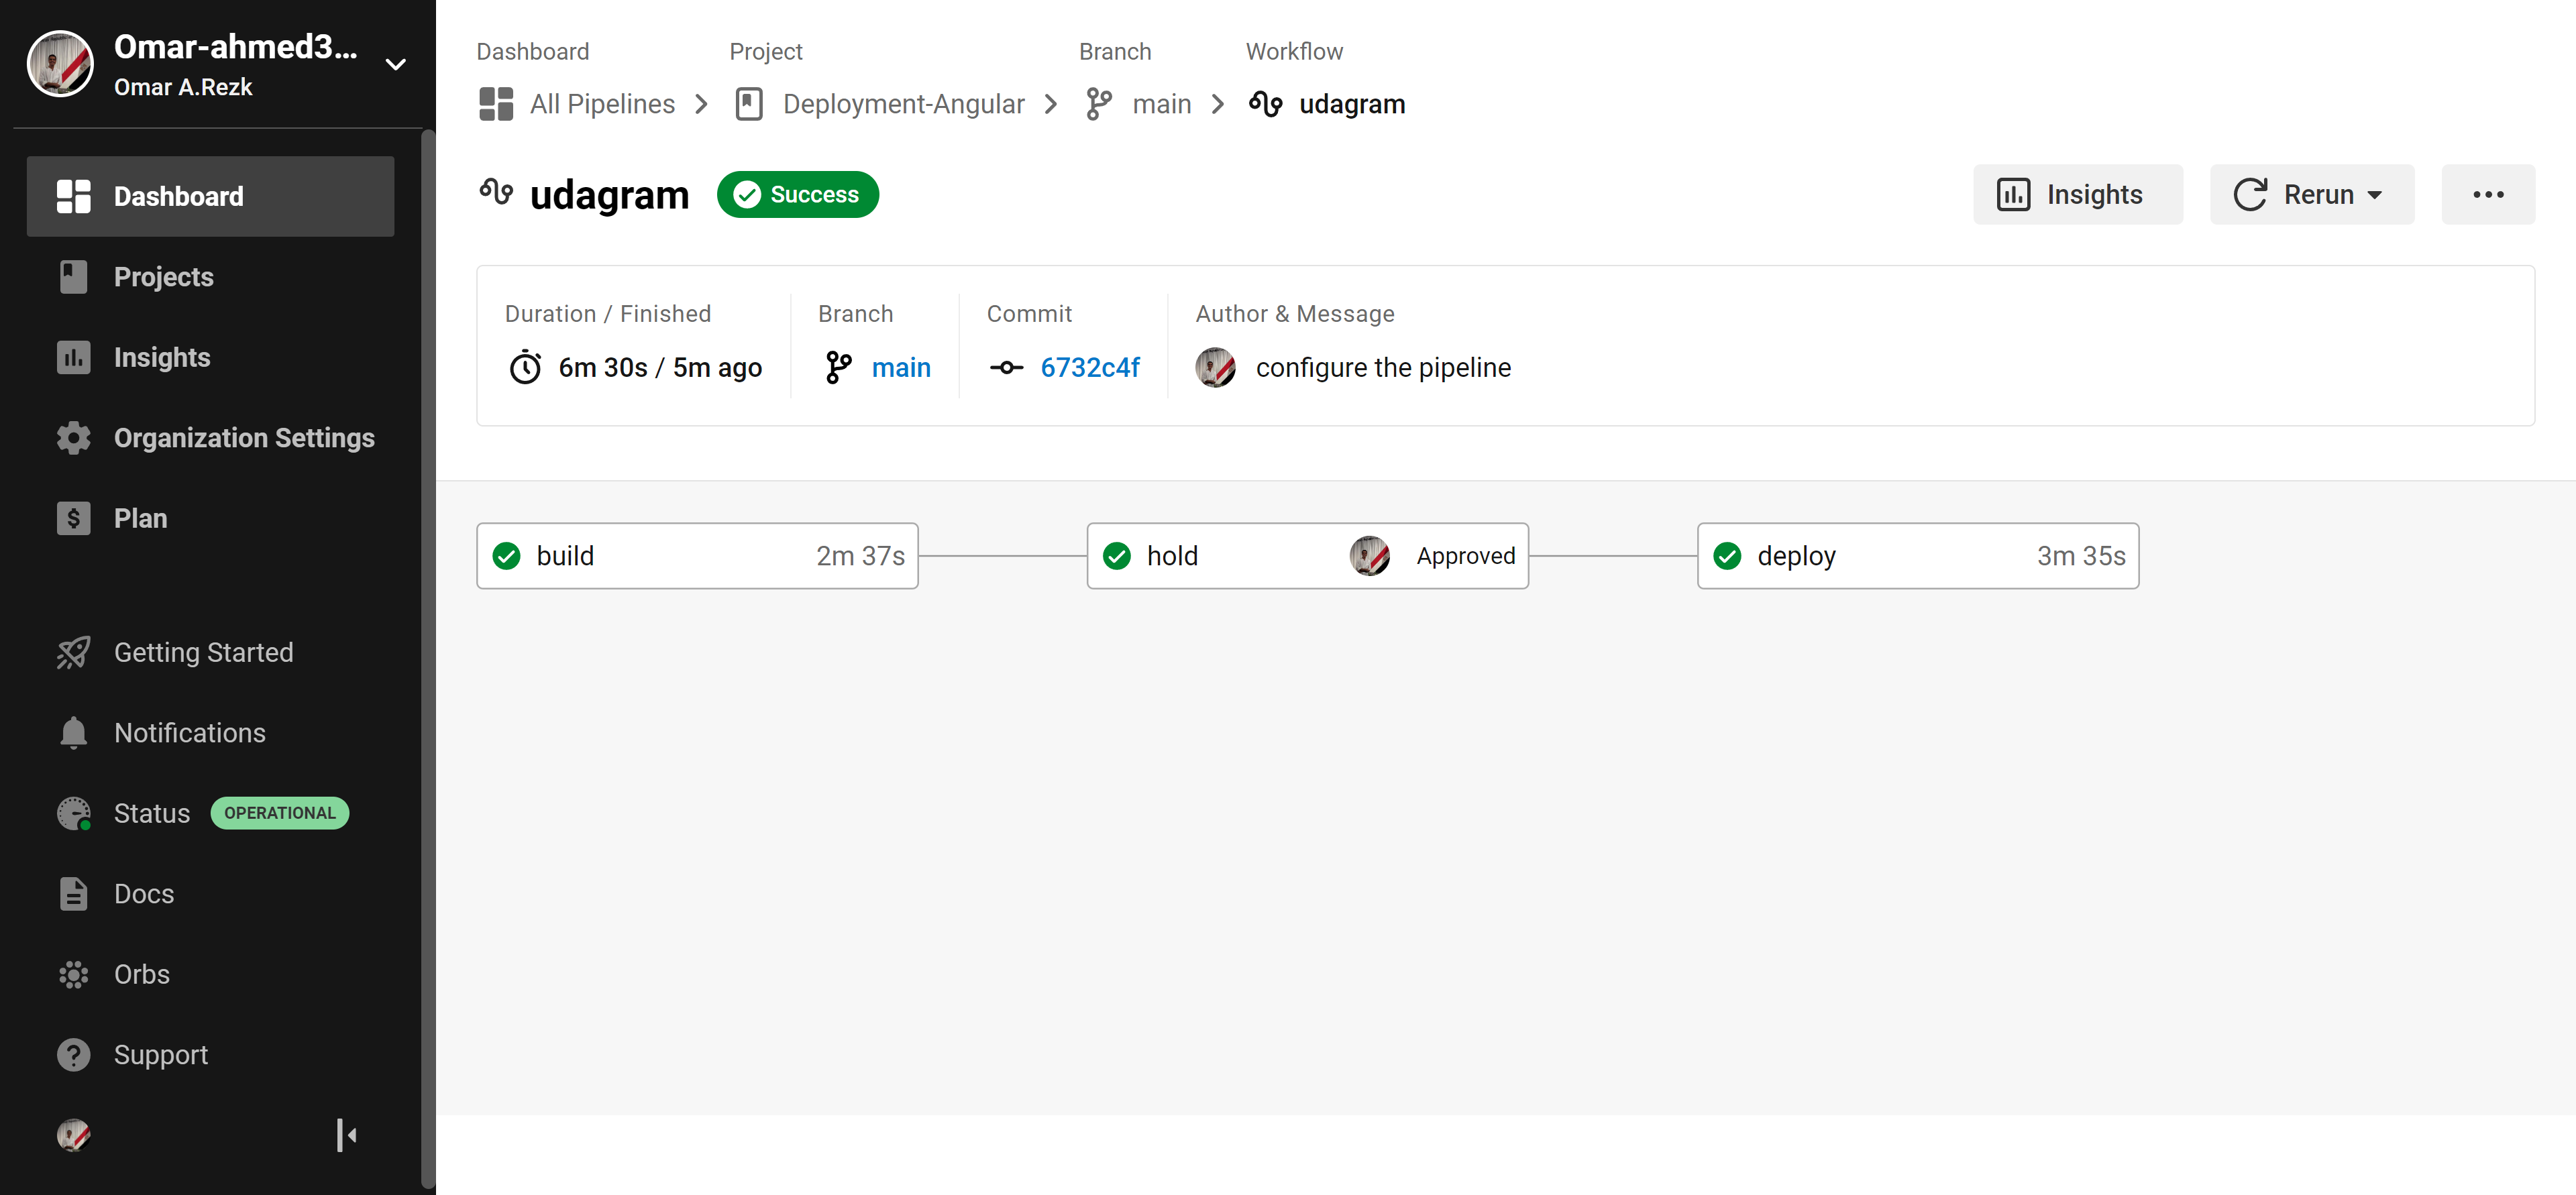 Omar-ahmed3...
Omar A.Rezk
Dashboard
Projects
Insights
Organization Settings
Plan
Getting Started
Notifications
Status OPERATIONAL
Docs
Orbs
Support
Dashboard Project Branch Workflow
All Pipelines Deployment-Angular main udagram
udagram Success Insights Rerun
Duration / Finished Branch Commit Author & Message
6m 30s / 5m ago main 6732c4f configure the pipeline
build 2m 37s hold Approved deploy 3m 35s